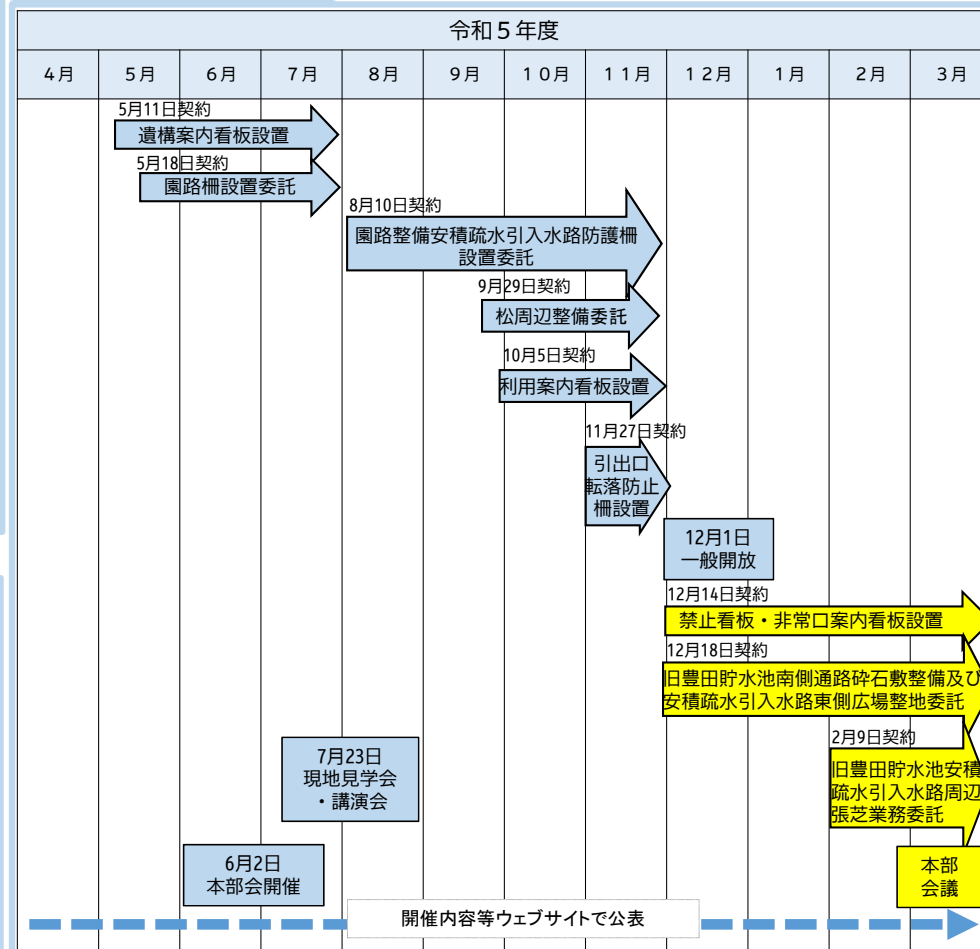 令和５年度
４月 ５月 ６月 ７月 ８月 ９月 １０月 １１月 １２月 １月 ２月 ３月
5月11日契約
遺構案内看板設置
5月18日契約
園路柵設置委託
8月10日契約
園路整備安積疏水引入水路防護柵
設置委託
9月29日契約
松周辺整備委託
10月5日契約
利用案内看板設置
11月27日契約
引出口
転落防止
柵設置
12月1日
一般開放
12月14日契約
禁止看板・非常口案内看板設置
12月18日契約
旧豊田貯水池南側通路砕石敷整備及び
安積疏水引入水路東側広場整地委託
2月9日契約
旧豊田貯水池安積
疏水引入水路周辺
張芝業務委託
7月23日
現地見学会
・講演会
6月2日
本部会開催
本部
会議
開催内容等ウェブサイトで公表